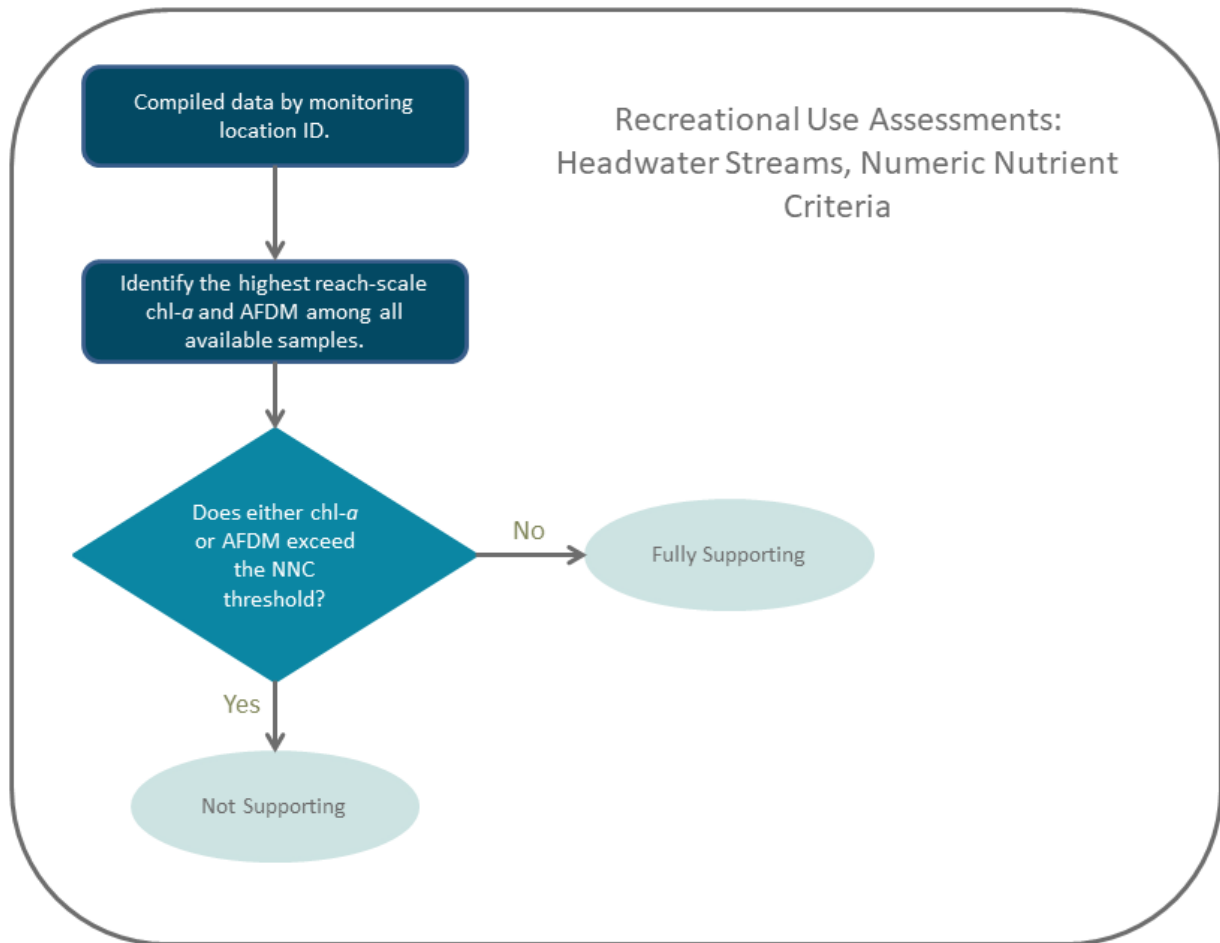 Compiled data by monitoring
location ID.
Recreational Use Assessments:
Headwater Streams, Numeric Nutrient
Criteria
Identify the highest reach-scale
chl-a and AFDM among all
available samples.
Does either chl-a
or AFDM exceed
the NNC
threshold?
No
Fully Supporting
Yes
Not Supporting